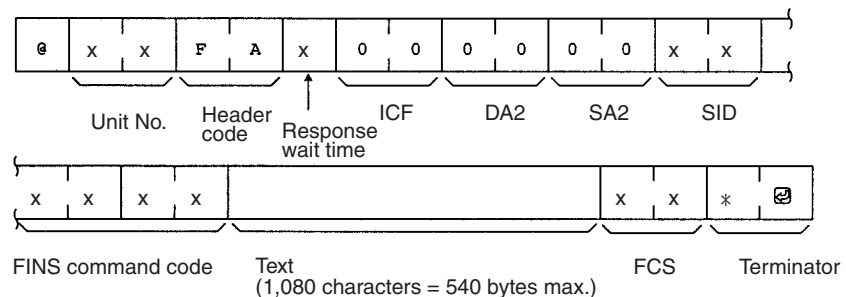 @ x x F A x 0 0 0 0 0 0 x x
Unit No. Header code Response wait time ICF DA2 SA2 SID
x x x x x x * ↵
FINS command code Text (1,080 characters = 540 bytes max.) FCS Terminator